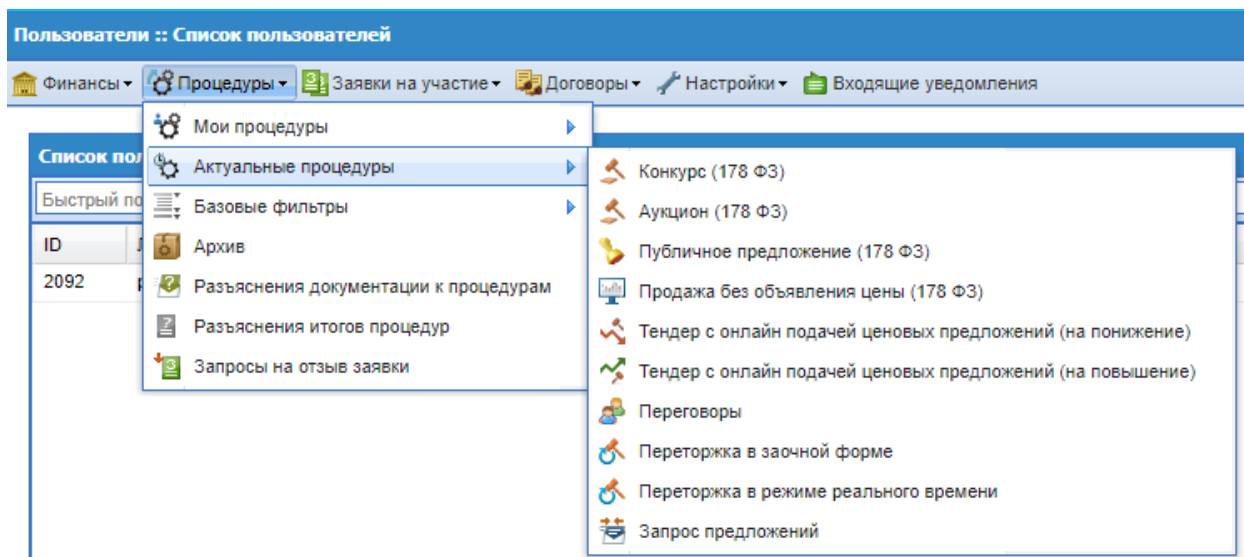 Пользователи :: Список пользователей
Финансы Процедуры Заявки на участие Договоры Настройки Входящие уведомления
Мои процедуры
Список
Актуальные процедуры
Конкурс (178 ФЗ)
Быстрый
Базовые фильтры
Аукцион (178 ФЗ)
ID
Архив
Публичное предложение (178 ФЗ)
2092
Разъяснения документации к процедурам
Продажа без объявления цены (178 ФЗ)
Разъяснения итогов процедур
Тендер с онлайн подачей ценовых предложений (на понижение)
Запросы на отзыв заявки
Тендер с онлайн подачей ценовых предложений (на повышение)
Переговоры
Переторжка в заочной форме
Переторжка в режиме реального времени
Запрос предложений